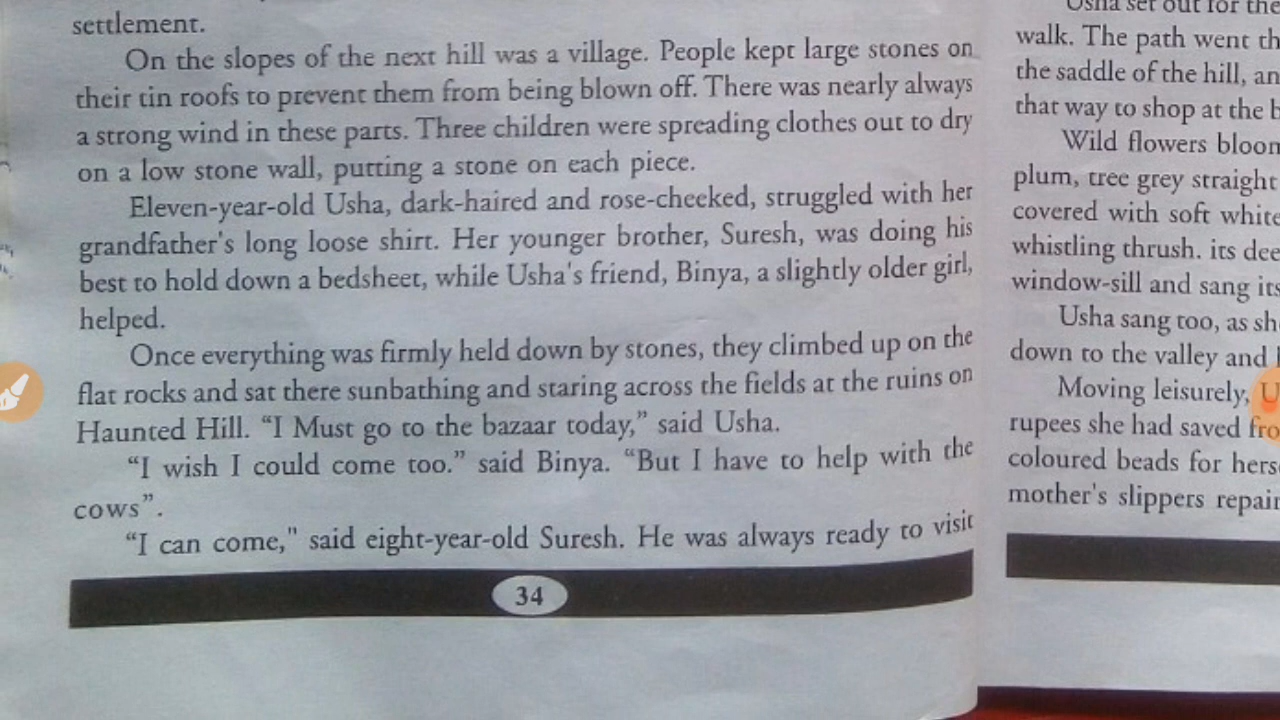 settlement.
On the slopes of the next hill was a village. People kept large stones on
their tin roofs to prevent them from being blown off. There was nearly always
a strong wind in these parts. Three children were spreading clothes out to dry
on a low stone wall, putting a stone on each piece.
Eleven-year-old Usha, dark-haired and rose-cheeked, struggled with her
grandfather's long loose shirt. Her younger brother, Suresh, was doing his
best to hold down a bedsheet, while Usha's friend, Binya, a slightly older girl,
helped.
Once everything was firmly held down by stones, they climbed up on the
flat rocks and sat there sunbathing and staring across the fields at the ruins on
Haunted Hill. “I Must go to the bazaar today,” said Usha.
“I wish I could come too.” said Binya. “But I have to help with the
cows”.
“I can come," said eight-year-old Suresh. He was always ready to visit
34
Usha set out for the
walk. The path went
the saddle of the hill,
that way to shop at the
Wild flowers
plum, tree grey straight
covered with soft white
whistling thrush. its
window-sill and sang its
Usha sang too, as
down to the valley and
Moving leisurely,
rupees she had saved
coloured beads for
mother's slippers